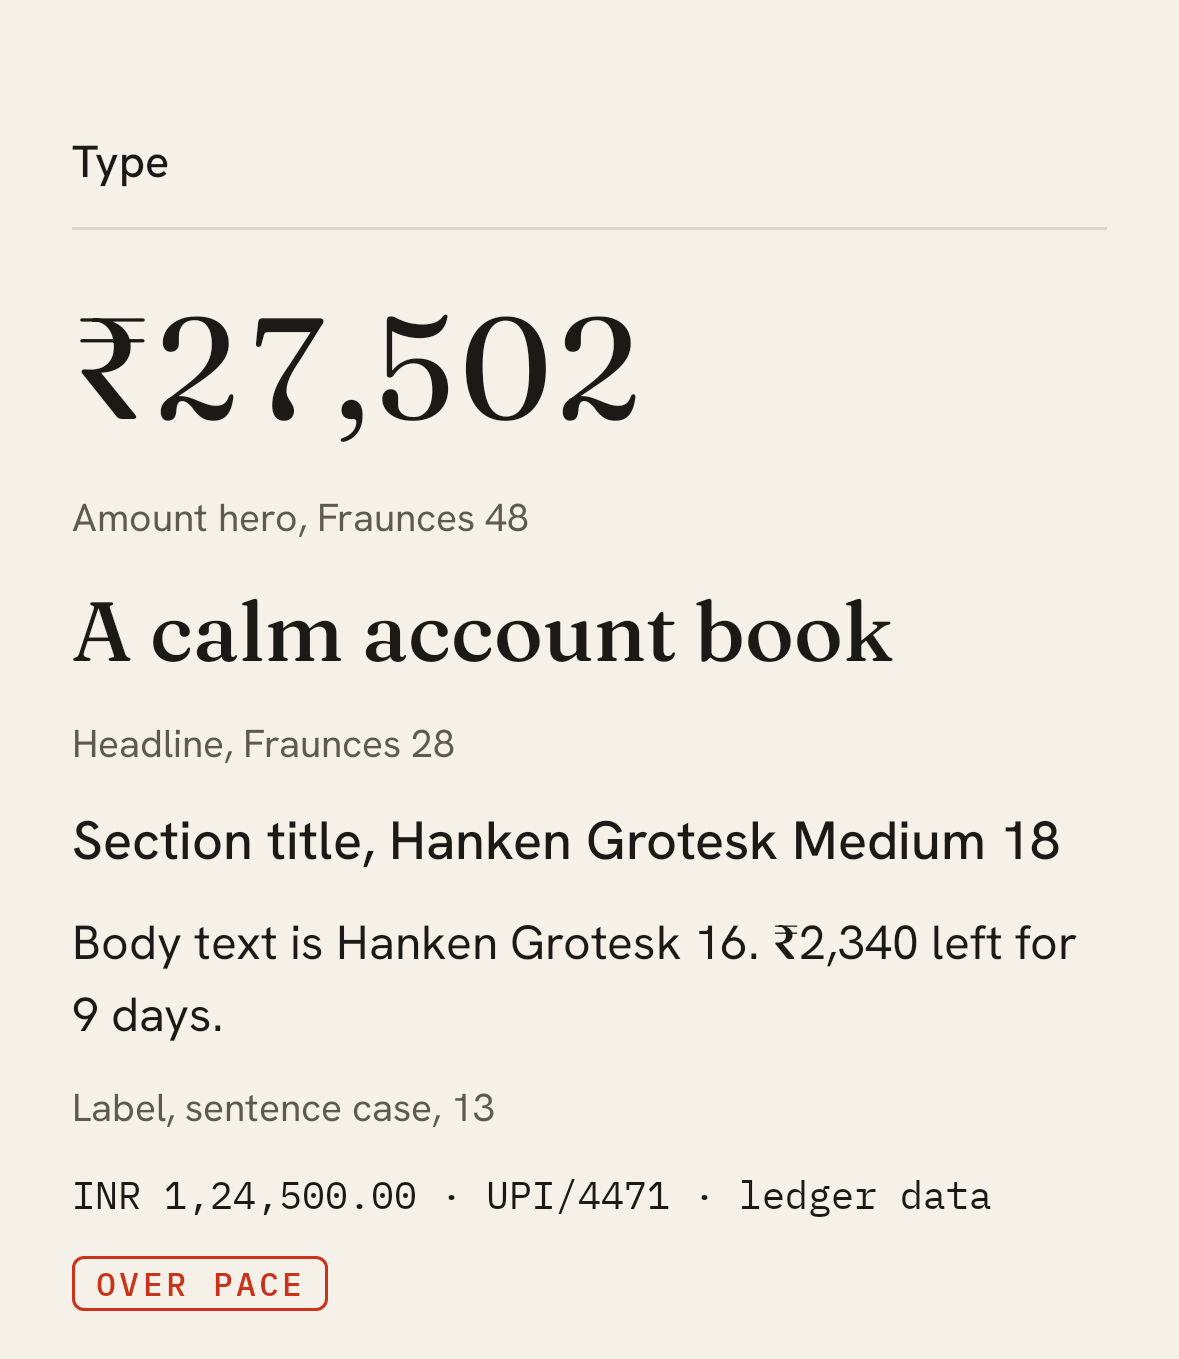 Type
₹27,502
Amount hero, Fraunces 48
A calm account book
Headline, Fraunces 28
Section title, Hanken Grotesk Medium 18
Body text is Hanken Grotesk 16. ₹2,340 left for
9 days.
Label, sentence case, 13
INR 1,24,500.00 · UPI/4471 · ledger data
OVER PACE